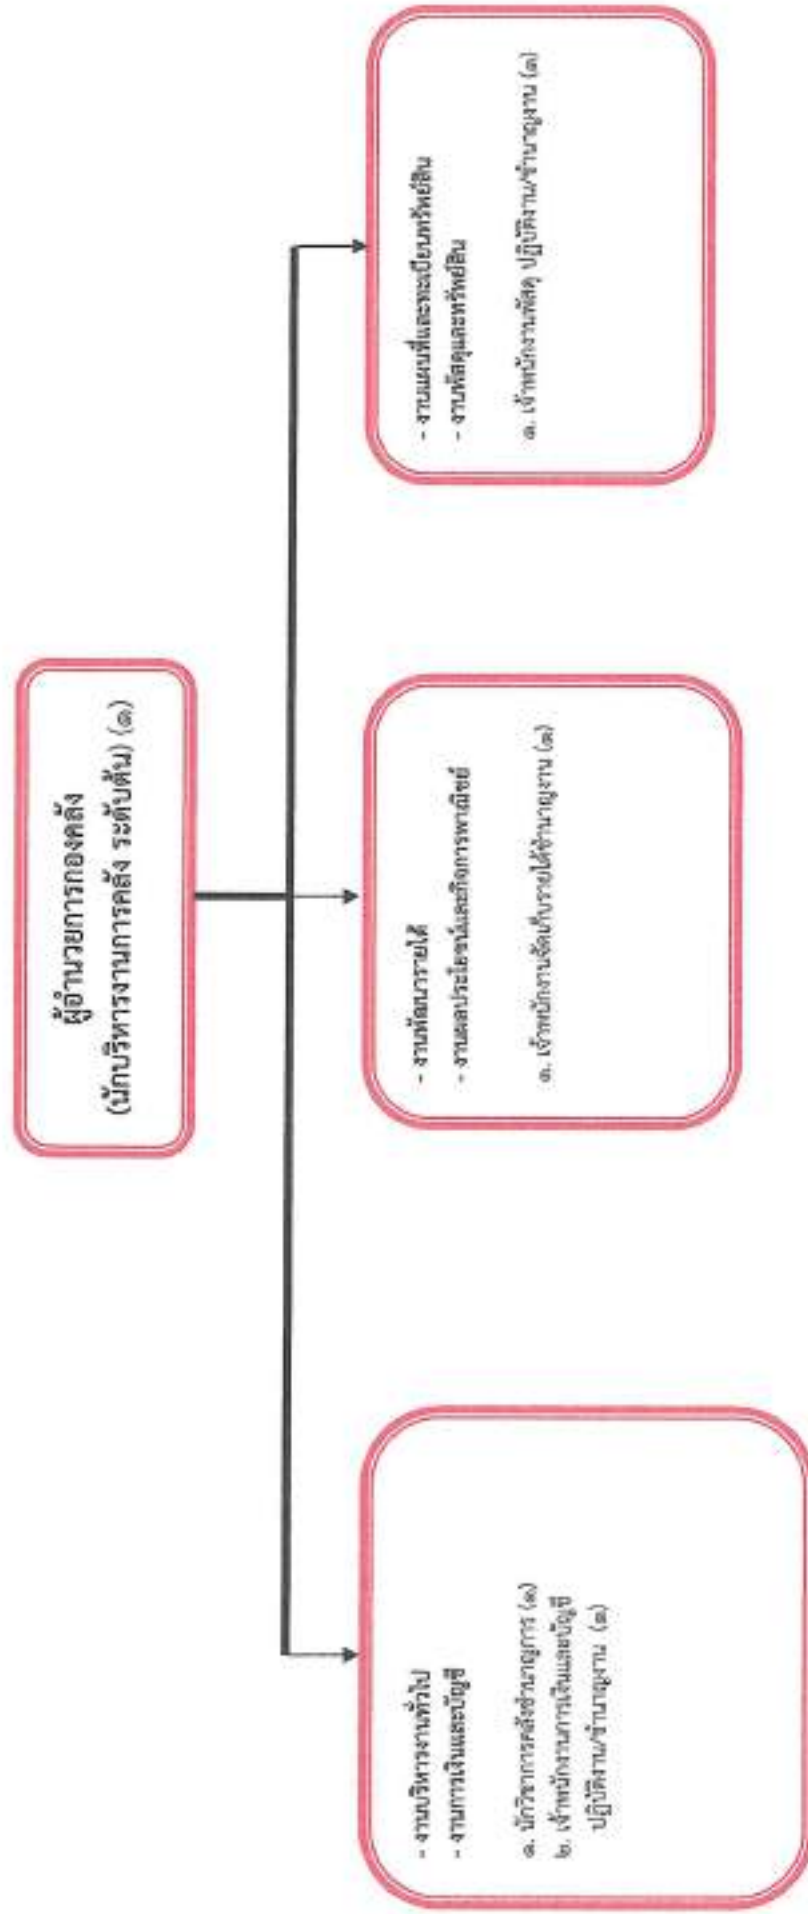 ผู้อำนวยการกองคลัง
(นักบริหารงานการคลัง ระดับต้น) (๑)
- งานบริหารงานทั่วไป
- งานการเงินและบัญชี
๑. นักวิชาการคลังชำนาญการ (๑)
๒. เจ้าพนักงานการเงินและบัญชี
ปฏิบัติงาน/ชำนาญงาน (๑)
- งานพัฒนารายได้
- งานผลประโยชน์และกิจการพาณิชย์
๑. เจ้าพนักงานจัดเก็บรายได้ชำนาญงาน (๑)
- งานแผนที่และทะเบียนทรัพย์สิน
- งานพัสดุและทรัพย์สิน
๑. เจ้าพนักงานพัสดุ ปฏิบัติงาน/ชำนาญงาน (๑)